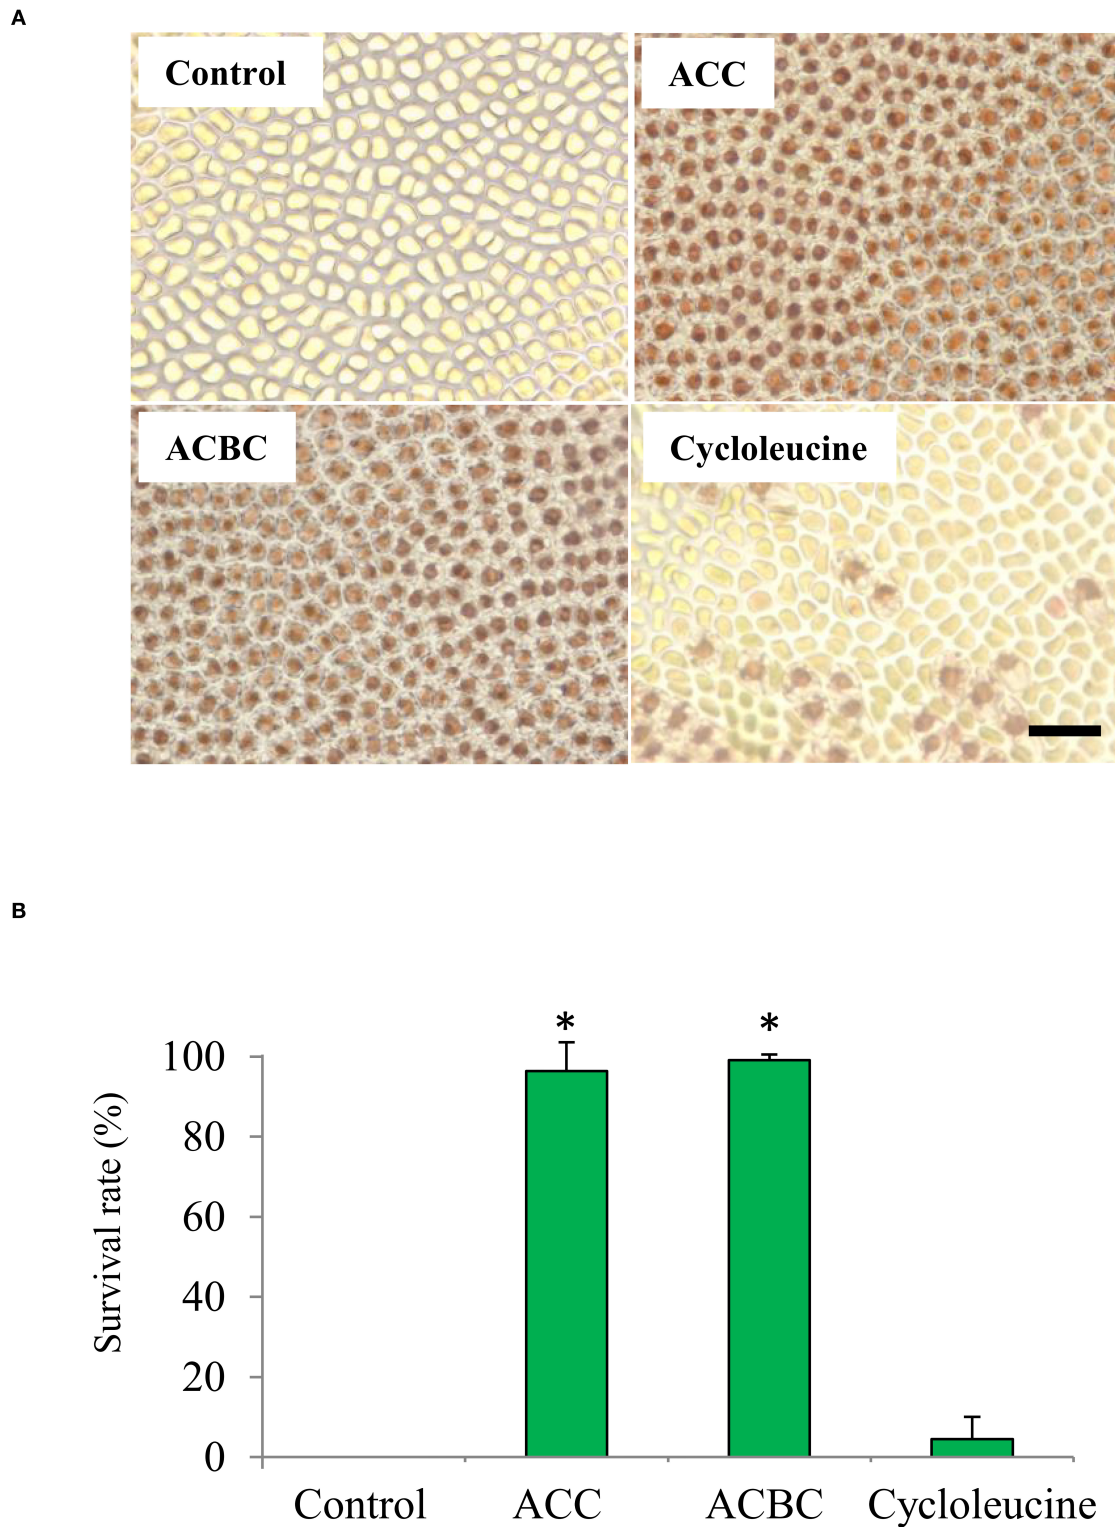 A
Control
ACC
ACBC
Cycloleucine
B
*
*
Survival rate (%)
100
80
60
40
20
0
Control
ACC
ACBC
Cycloleucine